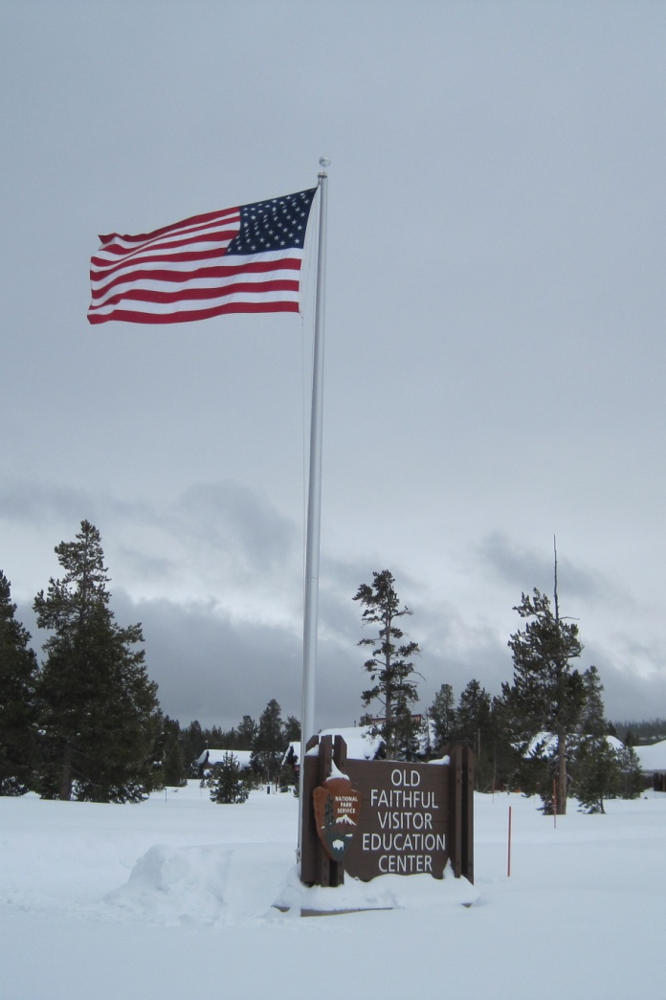 NATIONAL
PARK
SERVICE
OLD
FAITHFUL
VISITOR
EDUCATION
CENTER